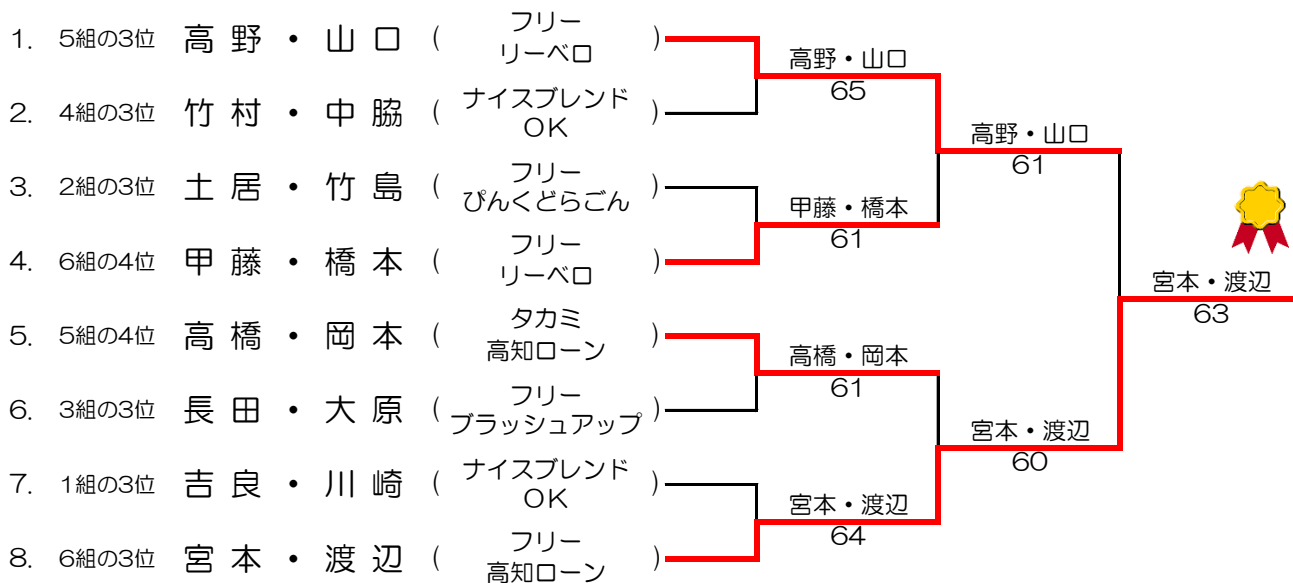 1. 5組の3位 高野・山口 ( フリー
リーベロ )
高野・山口
65
2. 4組の3位 竹村・中脇 ( ナイスブレンド
OK )
高野・山口
61
3. 2組の3位 土居・竹島 ( フリー
ぴんくどらごん )
甲藤・橋本
61
4. 6組の4位 甲藤・橋本 ( フリー
リーベロ )
宮本・渡辺
63
5. 5組の4位 高橋・岡本 ( タカミ
高知ローン )
高橋・岡本
61
6. 3組の3位 長田・大原 ( フリー
ブラッシュアップ )
宮本・渡辺
60
7. 1組の3位 吉良・川崎 ( ナイスブレンド
OK )
宮本・渡辺
64
8. 6組の3位 宮本・渡辺 ( フリー
高知ローン )